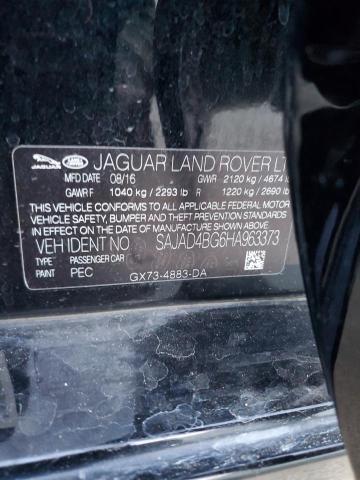 JAGUAR LAND ROVER JAGUAR LAND ROVER LT
MFD DATE 08/16 GWR 2120 kg / 4674 lb
GAWR F 1040 kg / 2293 lb R 1220 kg / 2690 lb
THIS VEHICLE CONFORMS TO ALL APPLICABLE FEDERAL MOTOR
VEHICLE SAFETY, BUMPER AND THEFT PREVENTION STANDARDS
IN EFFECT ON THE DATE OF MANUFACTURE SHOWN ABOVE.
VEH IDENT NO. SAJAD4BG6HA963373
TYPE: PASSENGER CAR
PAINT PEC GX73-4883-DA